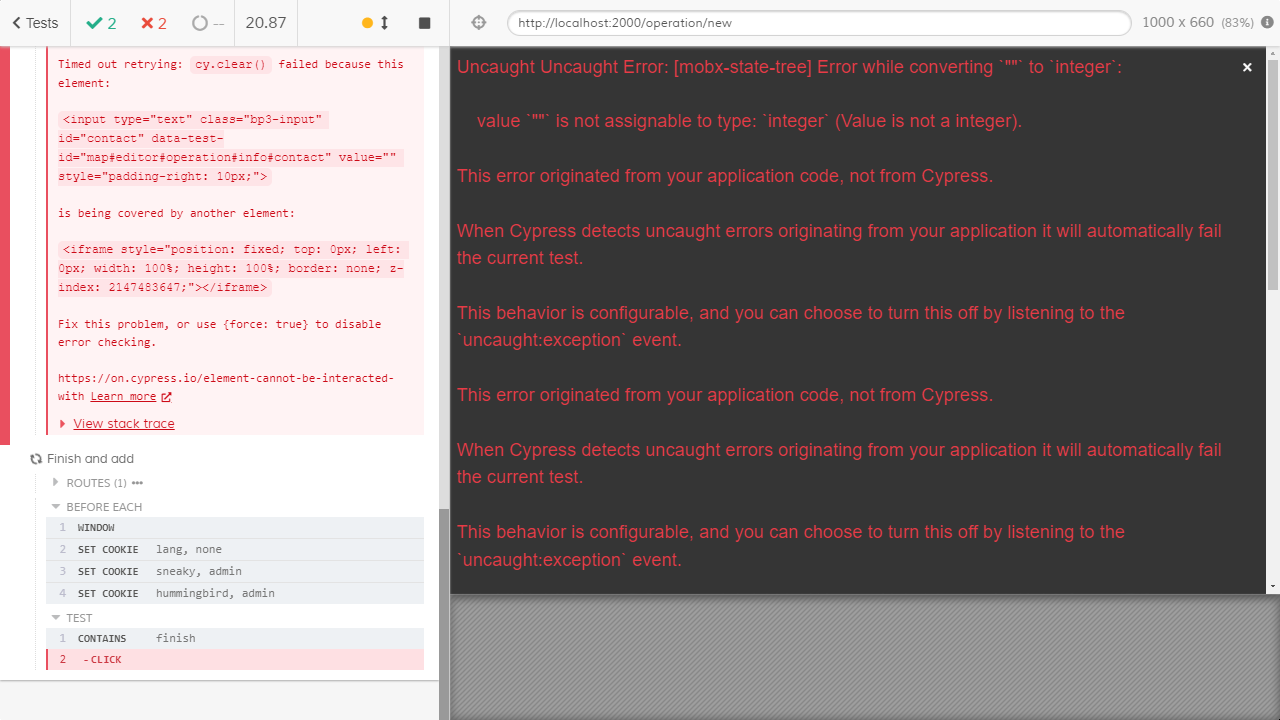 Tests
2
2
--
20.87
http://localhost:2000/operation/new
1000 x 660 (83%)
Timed out retrying: cy.clear() failed because this
element:
<input type="text" class="bp3-input"
id="contact" data-test-
id="map#editor#operation#info#contact" value=""
style="padding-right: 10px;">
is being covered by another element:
<iframe style="position: fixed; top: 0px; left:
0px; width: 100%; height: 100%; border: none; z-
index: 2147483647;"></iframe>
Fix this problem, or use {force: true} to disable
error checking.
https://on.cypress.io/element-cannot-be-interacted-
with Learn more
View stack trace
Finish and add
ROUTES (1)
BEFORE EACH
1 WINDOW
2 SET COOKIE lang, none
3 SET COOKIE sneaky, admin
4 SET COOKIE hummingbird, admin
TEST
1 CONTAINS finish
2 -CLICK
Uncaught Uncaught Error: [mobx-state-tree] Error while converting `""` to `integer`:
value `""` is not assignable to type: `integer` (Value is not a integer).
This error originated from your application code, not from Cypress.
When Cypress detects uncaught errors originating from your application it will automatically fail
the current test.
This behavior is configurable, and you can choose to turn this off by listening to the
`uncaught:exception` event.
This error originated from your application code, not from Cypress.
When Cypress detects uncaught errors originating from your application it will automatically fail
the current test.
This behavior is configurable, and you can choose to turn this off by listening to the
`uncaught:exception` event.